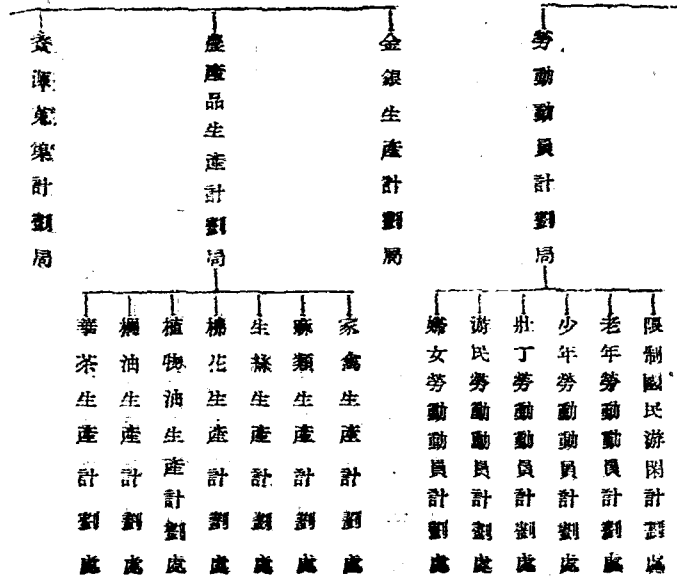 勞動動員計劃局
金銀生產計劃局
農產品生產計劃局
資源蒐集計劃局
限制國民游閑計劃處
老年勞動動員計劃處
少年勞動動員計劃處
壯丁勞動動員計劃處
游民勞動動員計劃處
婦女勞動動員計劃處
家禽生產計劃處
麻類生產計劃處
生絲生產計劃處
棉花生產計劃處
植物油生產計劃處
桐油生產計劃處
華茶生產計劃處